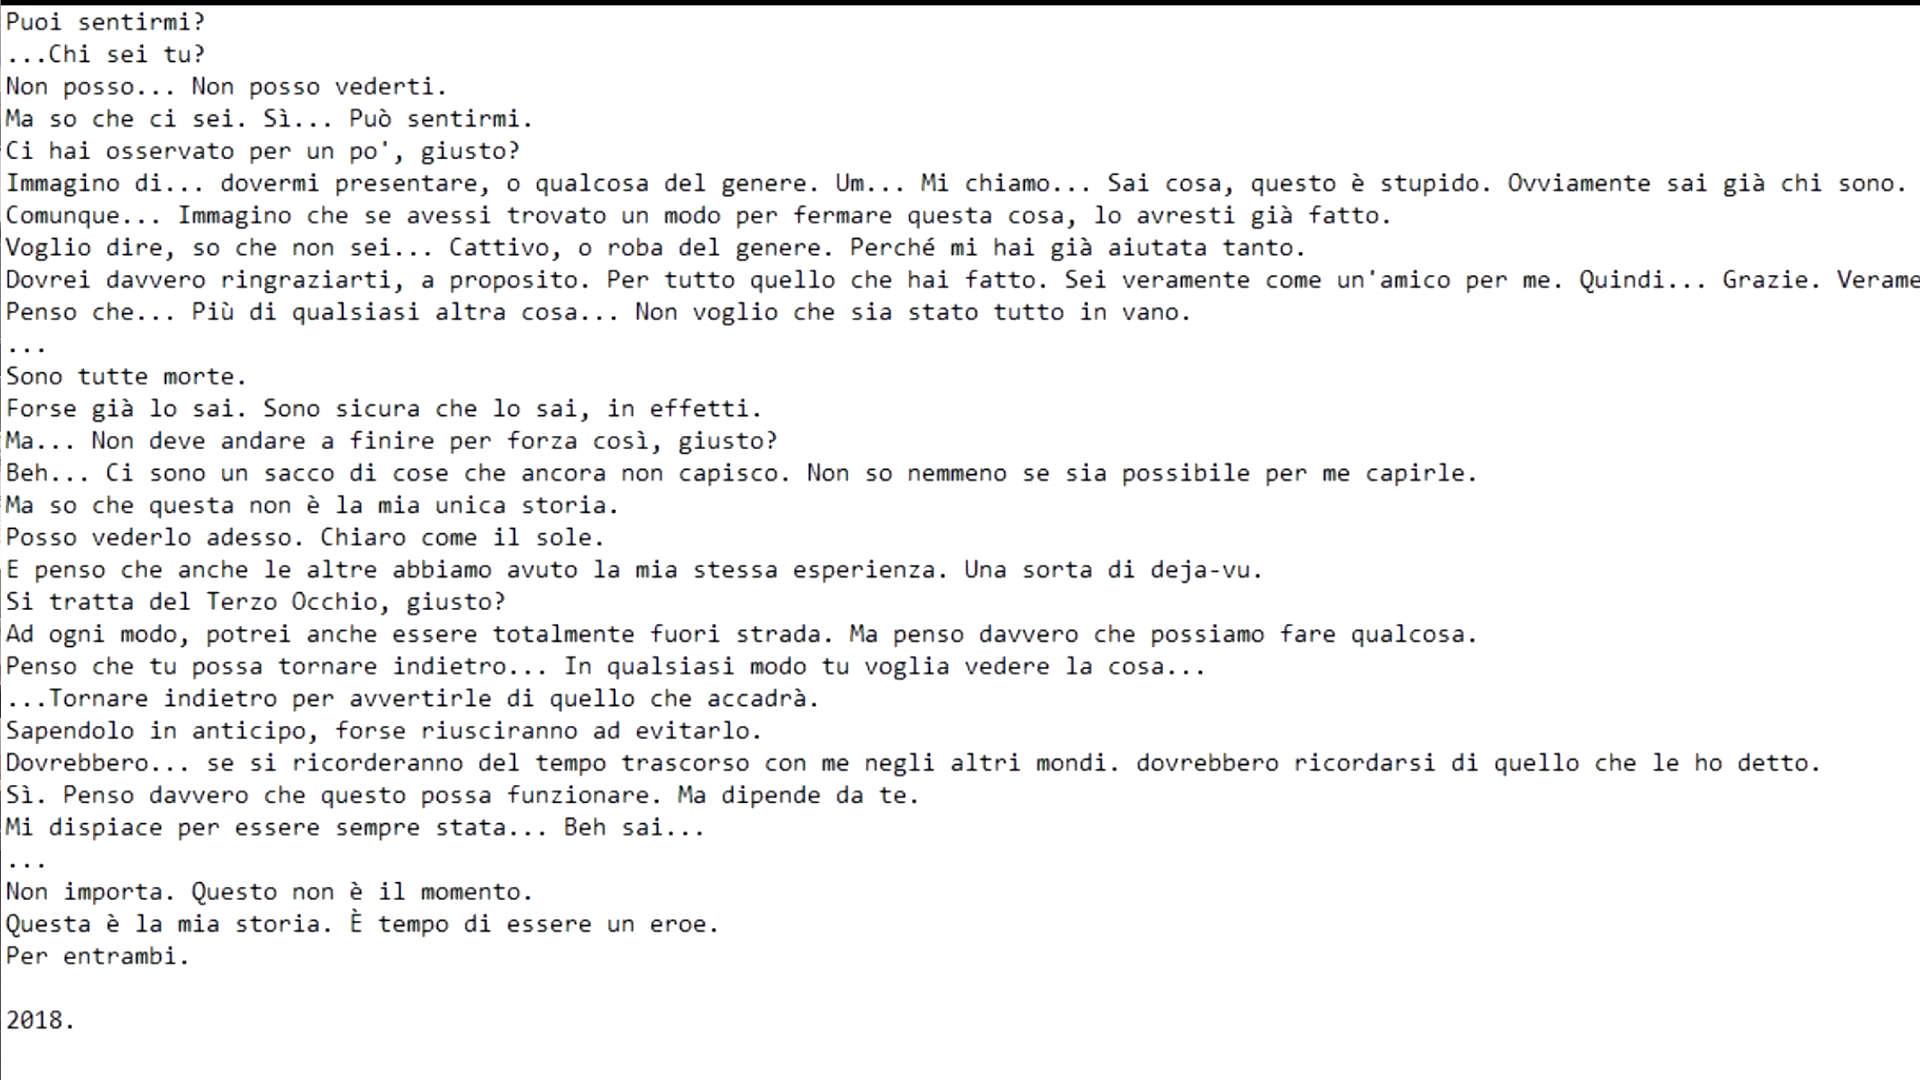 Puoi sentirmi?
...Chi sei tu?
Non posso... Non posso vederti.
Ma so che ci sei. Sì... Può sentirmi.
Ci hai osservato per un po', giusto?
Immagino di... dovermi presentare, o qualcosa del genere. Um... Mi chiamo... Sai cosa, questo è stupido. Ovviamente sai già chi sono.
Comunque... Immagino che se avessi trovato un modo per fermare questa cosa, lo avresti già fatto.
Voglio dire, so che non sei... Cattivo, o roba del genere. Perché mi hai già aiutata tanto.
Dovrei davvero ringraziarti, a proposito. Per tutto quello che hai fatto. Sei veramente come un'amico per me. Quindi... Grazie. Verame
Penso che... Più di qualsiasi altra cosa... Non voglio che sia stato tutto in vano.
...
Sono tutte morte.
Forse già lo sai. Sono sicura che lo sai, in effetti.
Ma... Non deve andare a finire per forza così, giusto?
Beh... Ci sono un sacco di cose che ancora non capisco. Non so nemmeno se sia possibile per me capirle.
Ma so che questa non è la mia unica storia.
Posso vederlo adesso. Chiaro come il sole.
E penso che anche le altre abbiamo avuto la mia stessa esperienza. Una sorta di deja-vu.
Si tratta del Terzo Occhio, giusto?
Ad ogni modo, potrei anche essere totalmente fuori strada. Ma penso davvero che possiamo fare qualcosa.
Penso che tu possa tornare indietro... In qualsiasi modo tu voglia vedere la cosa...
...Tornare indietro per avvertirle di quello che accadrà.
Sapendolo in anticipo, forse riusciranno ad evitarlo.
Dovrebbero... se si ricorderanno del tempo trascorso con me negli altri mondi. dovrebbero ricordarsi di quello che le ho detto.
Sì. Penso davvero che questo possa funzionare. Ma dipende da te.
Mi dispiace per essere sempre stata... Beh sai...
...
Non importa. Questo non è il momento.
Questa è la mia storia. È tempo di essere un eroe.
Per entrambi.
2018.